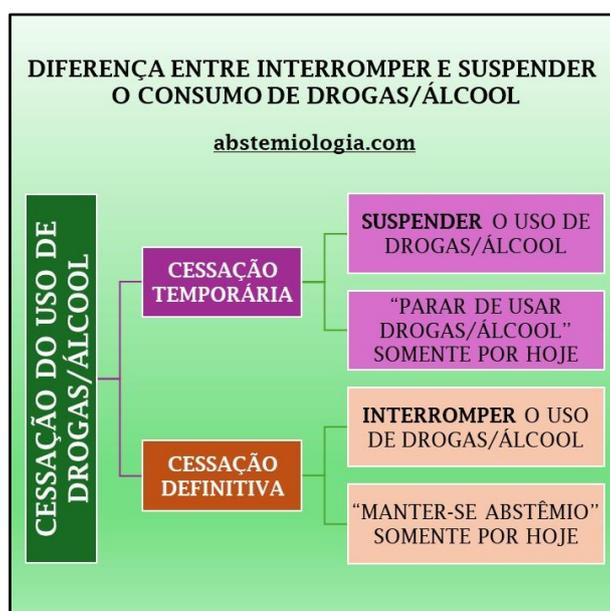 DIFERENÇA ENTRE INTERROMPER E SUSPENDER
O CONSUMO DE DROGAS/ÁLCOOL
abstemiologia.com
CESSAÇÃO DO USO DE
DROGAS/ÁLCOOL
CESSAÇÃO
TEMPORÁRIA
SUSPENDER O USO DE
DROGAS/ÁLCOOL
“PARAR DE USAR
DROGAS/ÁLCOOL”
SOMENTE POR HOJE
CESSAÇÃO
DEFINITIVA
INTERROMPER O USO
DE DROGAS/ÁLCOOL
“MANTER-SE ABSTÊMIO”
SOMENTE POR HOJE